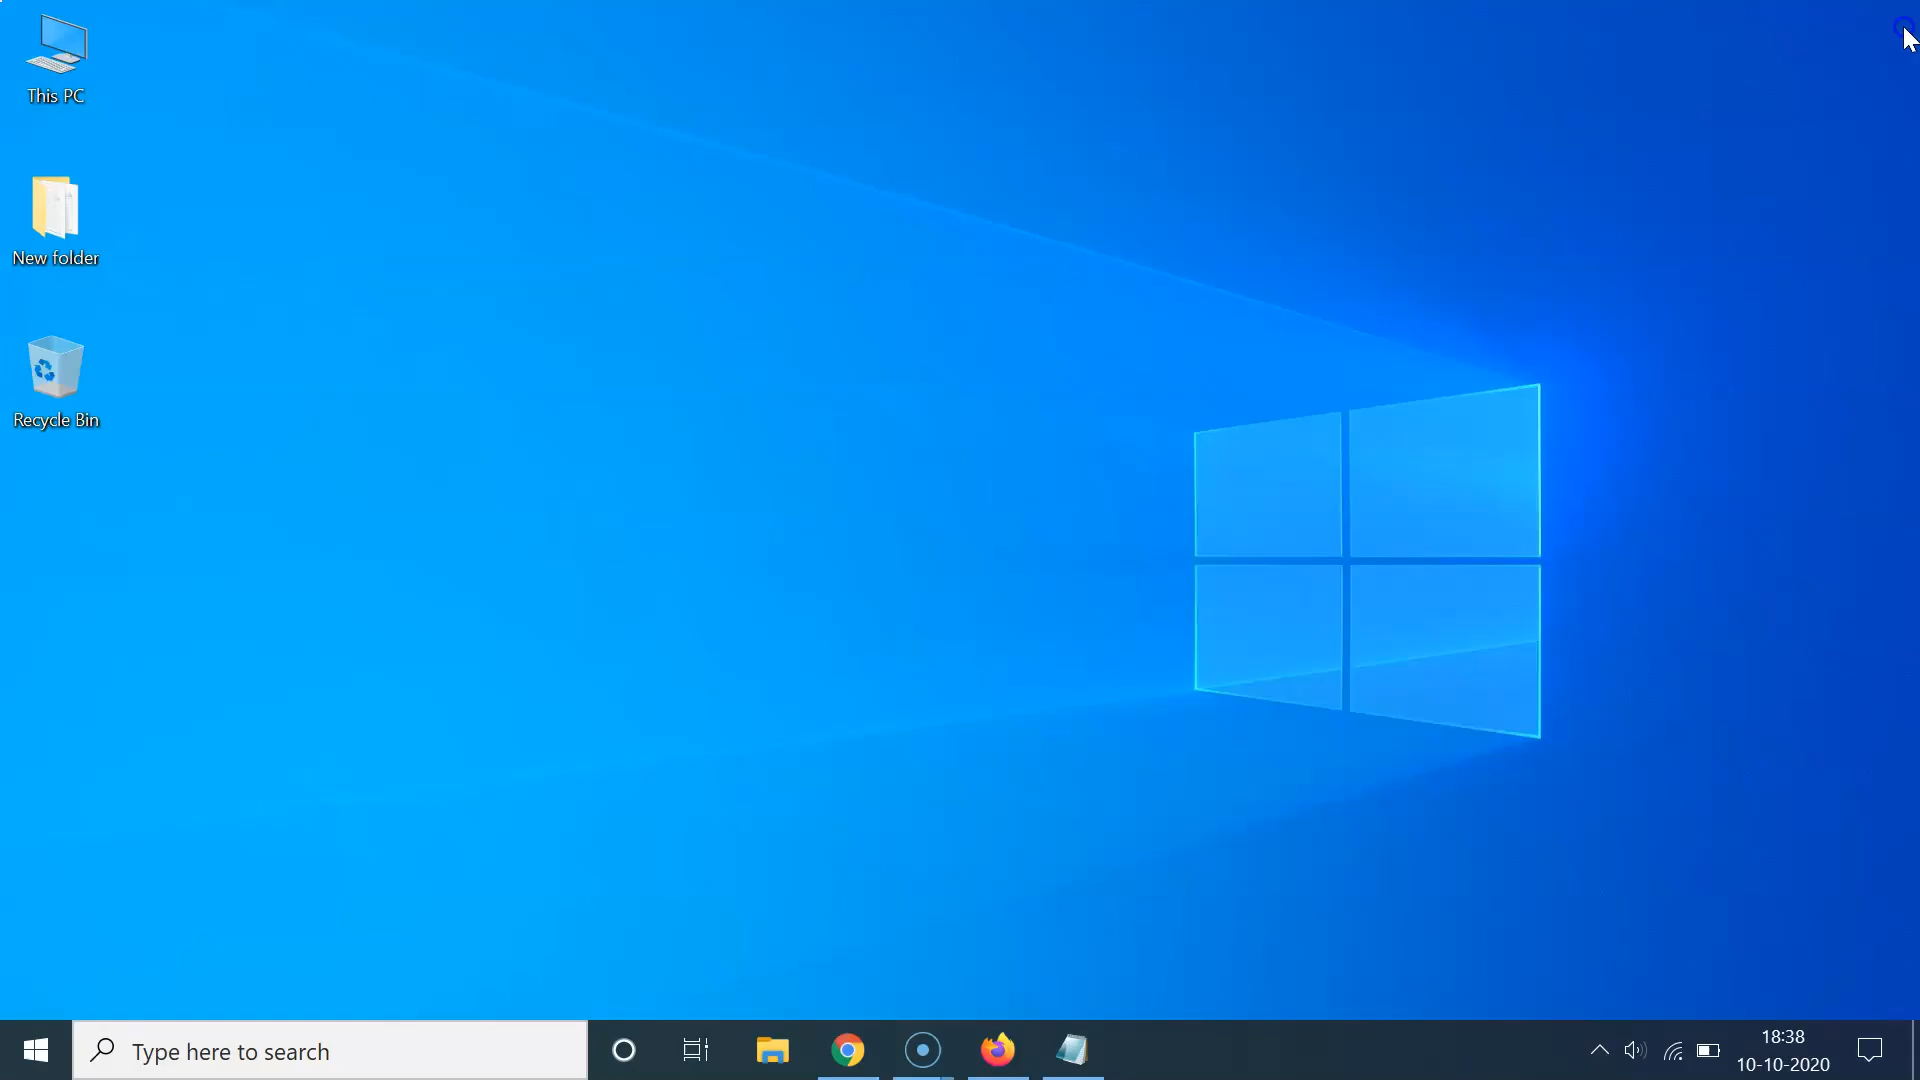 This PC
New folder
Recycle Bin
Type here to search
18:38
10-10-2020